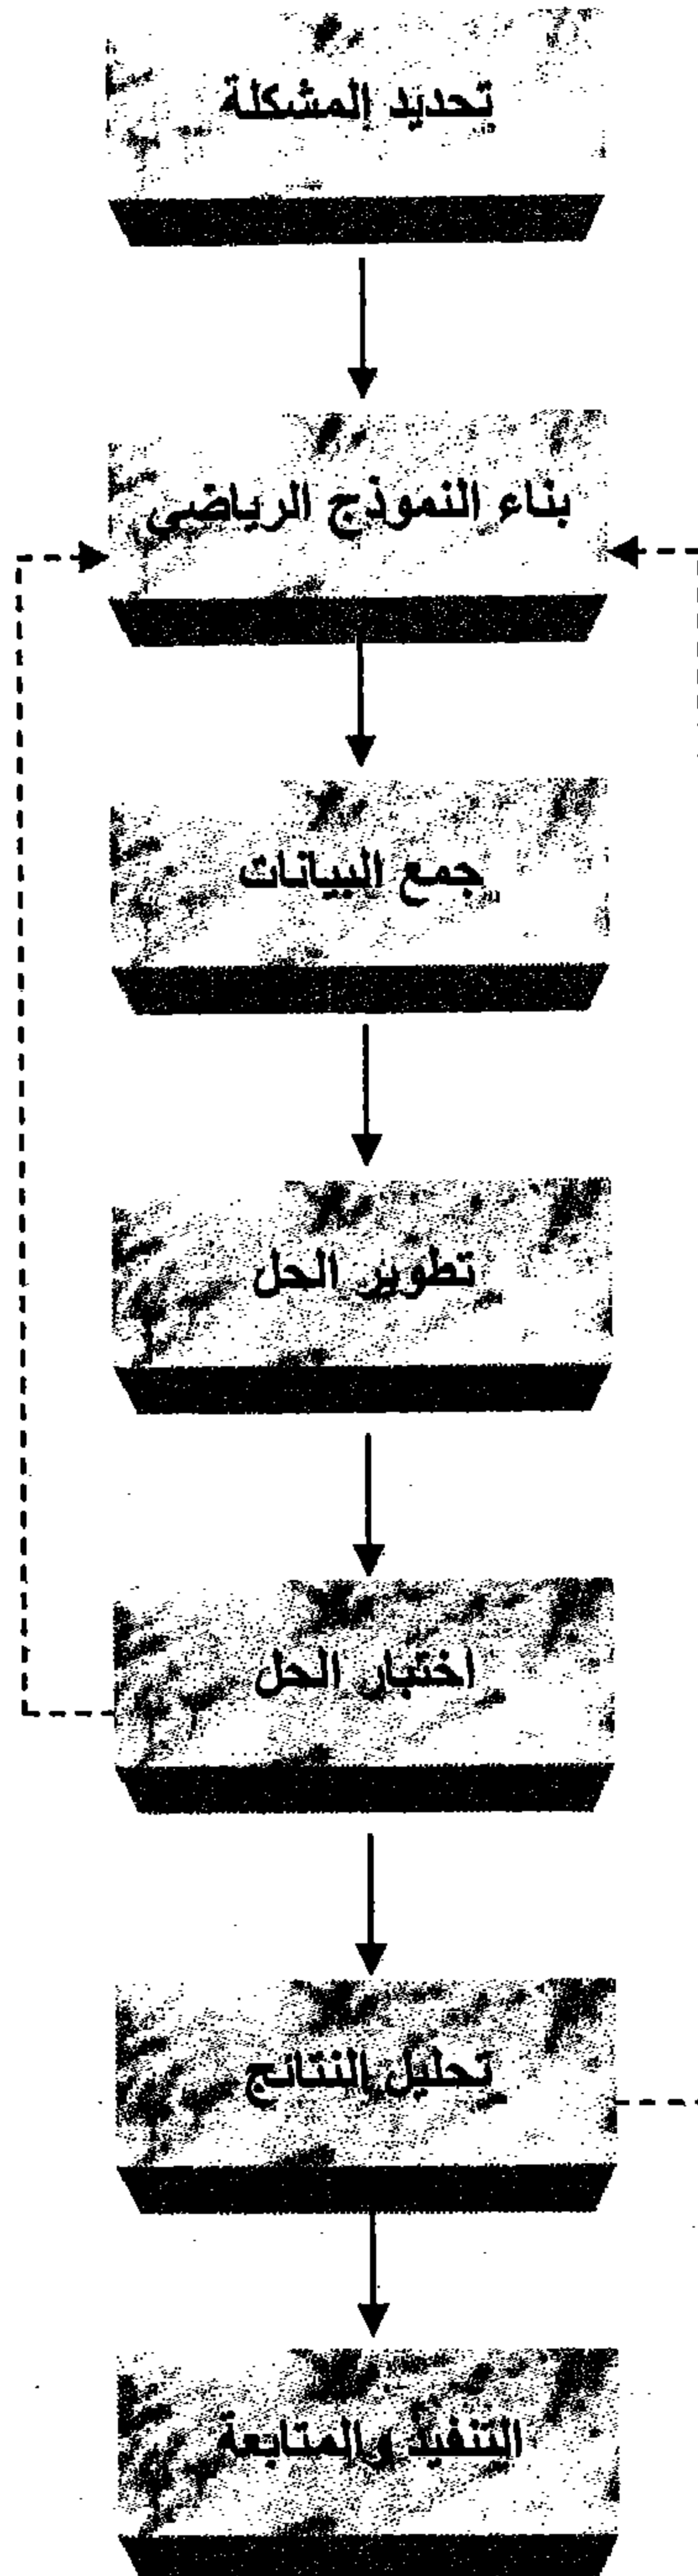 تحديد المشكلة
بناء النموذج الرياضي
جمع البيانات
تطوير الحل
اختبار الحل
تحليل النتائج
التنفيذ والمتابعة